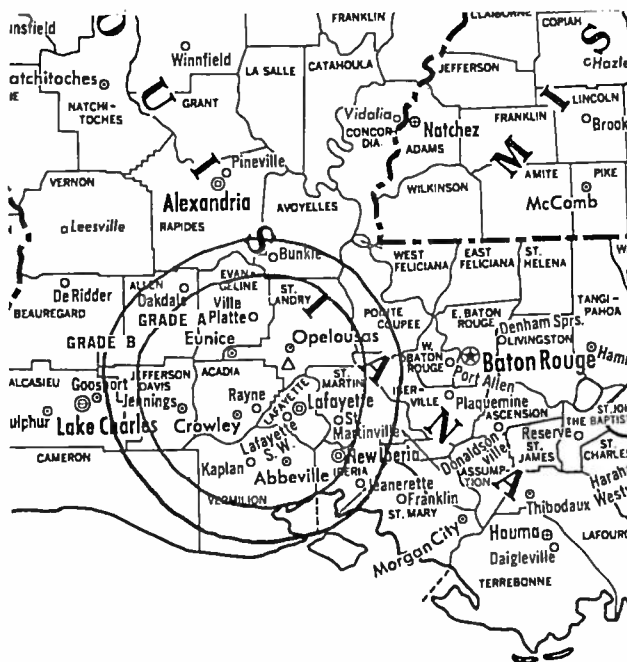 CLAIBORNE
COPIAH
FRANKLIN
Hazle
Winnfield
LA SALLE
CATAHOULA
JEFFERSON
S
atchitoches
NATCHI-
TOCHES
GRANT
U
I
LINCOLN
Vidalia
CONCOR-
DIA
Natchez
ADAMS
FRANKLIN
Brook
I
Pineville
M
AMITE
PIKE
VERNON
Alexandria
AVOYELLES
WILKINSON
McComb
Leesville
RAPIDES
S
Bunkie
WEST
FELICIANA
EAST
FELICIANA
ST.
HELENA
W
De Ridder
ALLEN
Oakdale
EVAN-
GELINE
ST.
LANDRY
I
BEAUREGARD
GRADE A
Ville
Platte
POINTE
COUPEE
E. BATON
ROUGE
TANGI-
PAHOA
Denham Sprs.
LIVINGSTON
GRADE B
Eunice
Opelousas
W.
BATON
ROUGE
Baton Rouge
Ham
ALCASIEU
JEFFERSON
DAVIS
ACADIA
ST.
MARTIN
A
Port Allen
Goosport
Jennings
Rayne
LAFAYETTE
Lafayette
IBER-
VILLE
Plaquemine
ulphur
Lake Charles
Crowley
Lafayette
S. W.
St.
Martinville
N
ASCENSION
ST. JOH
THE BAPTIST
Reserve
CAMERON
Kaplan
Abbeville
New Iberia
IBERIA
Donaldson
Ville
ASSUMP-
TION
ST.
JAMES
ST.
CHARLES
Jeanerette
A
Harah
Westw
VERMILION
Franklin
ST. MARY
Thibodaux
Morgan City
Houma
LAFOUR
Daigleville
TERREBONNE